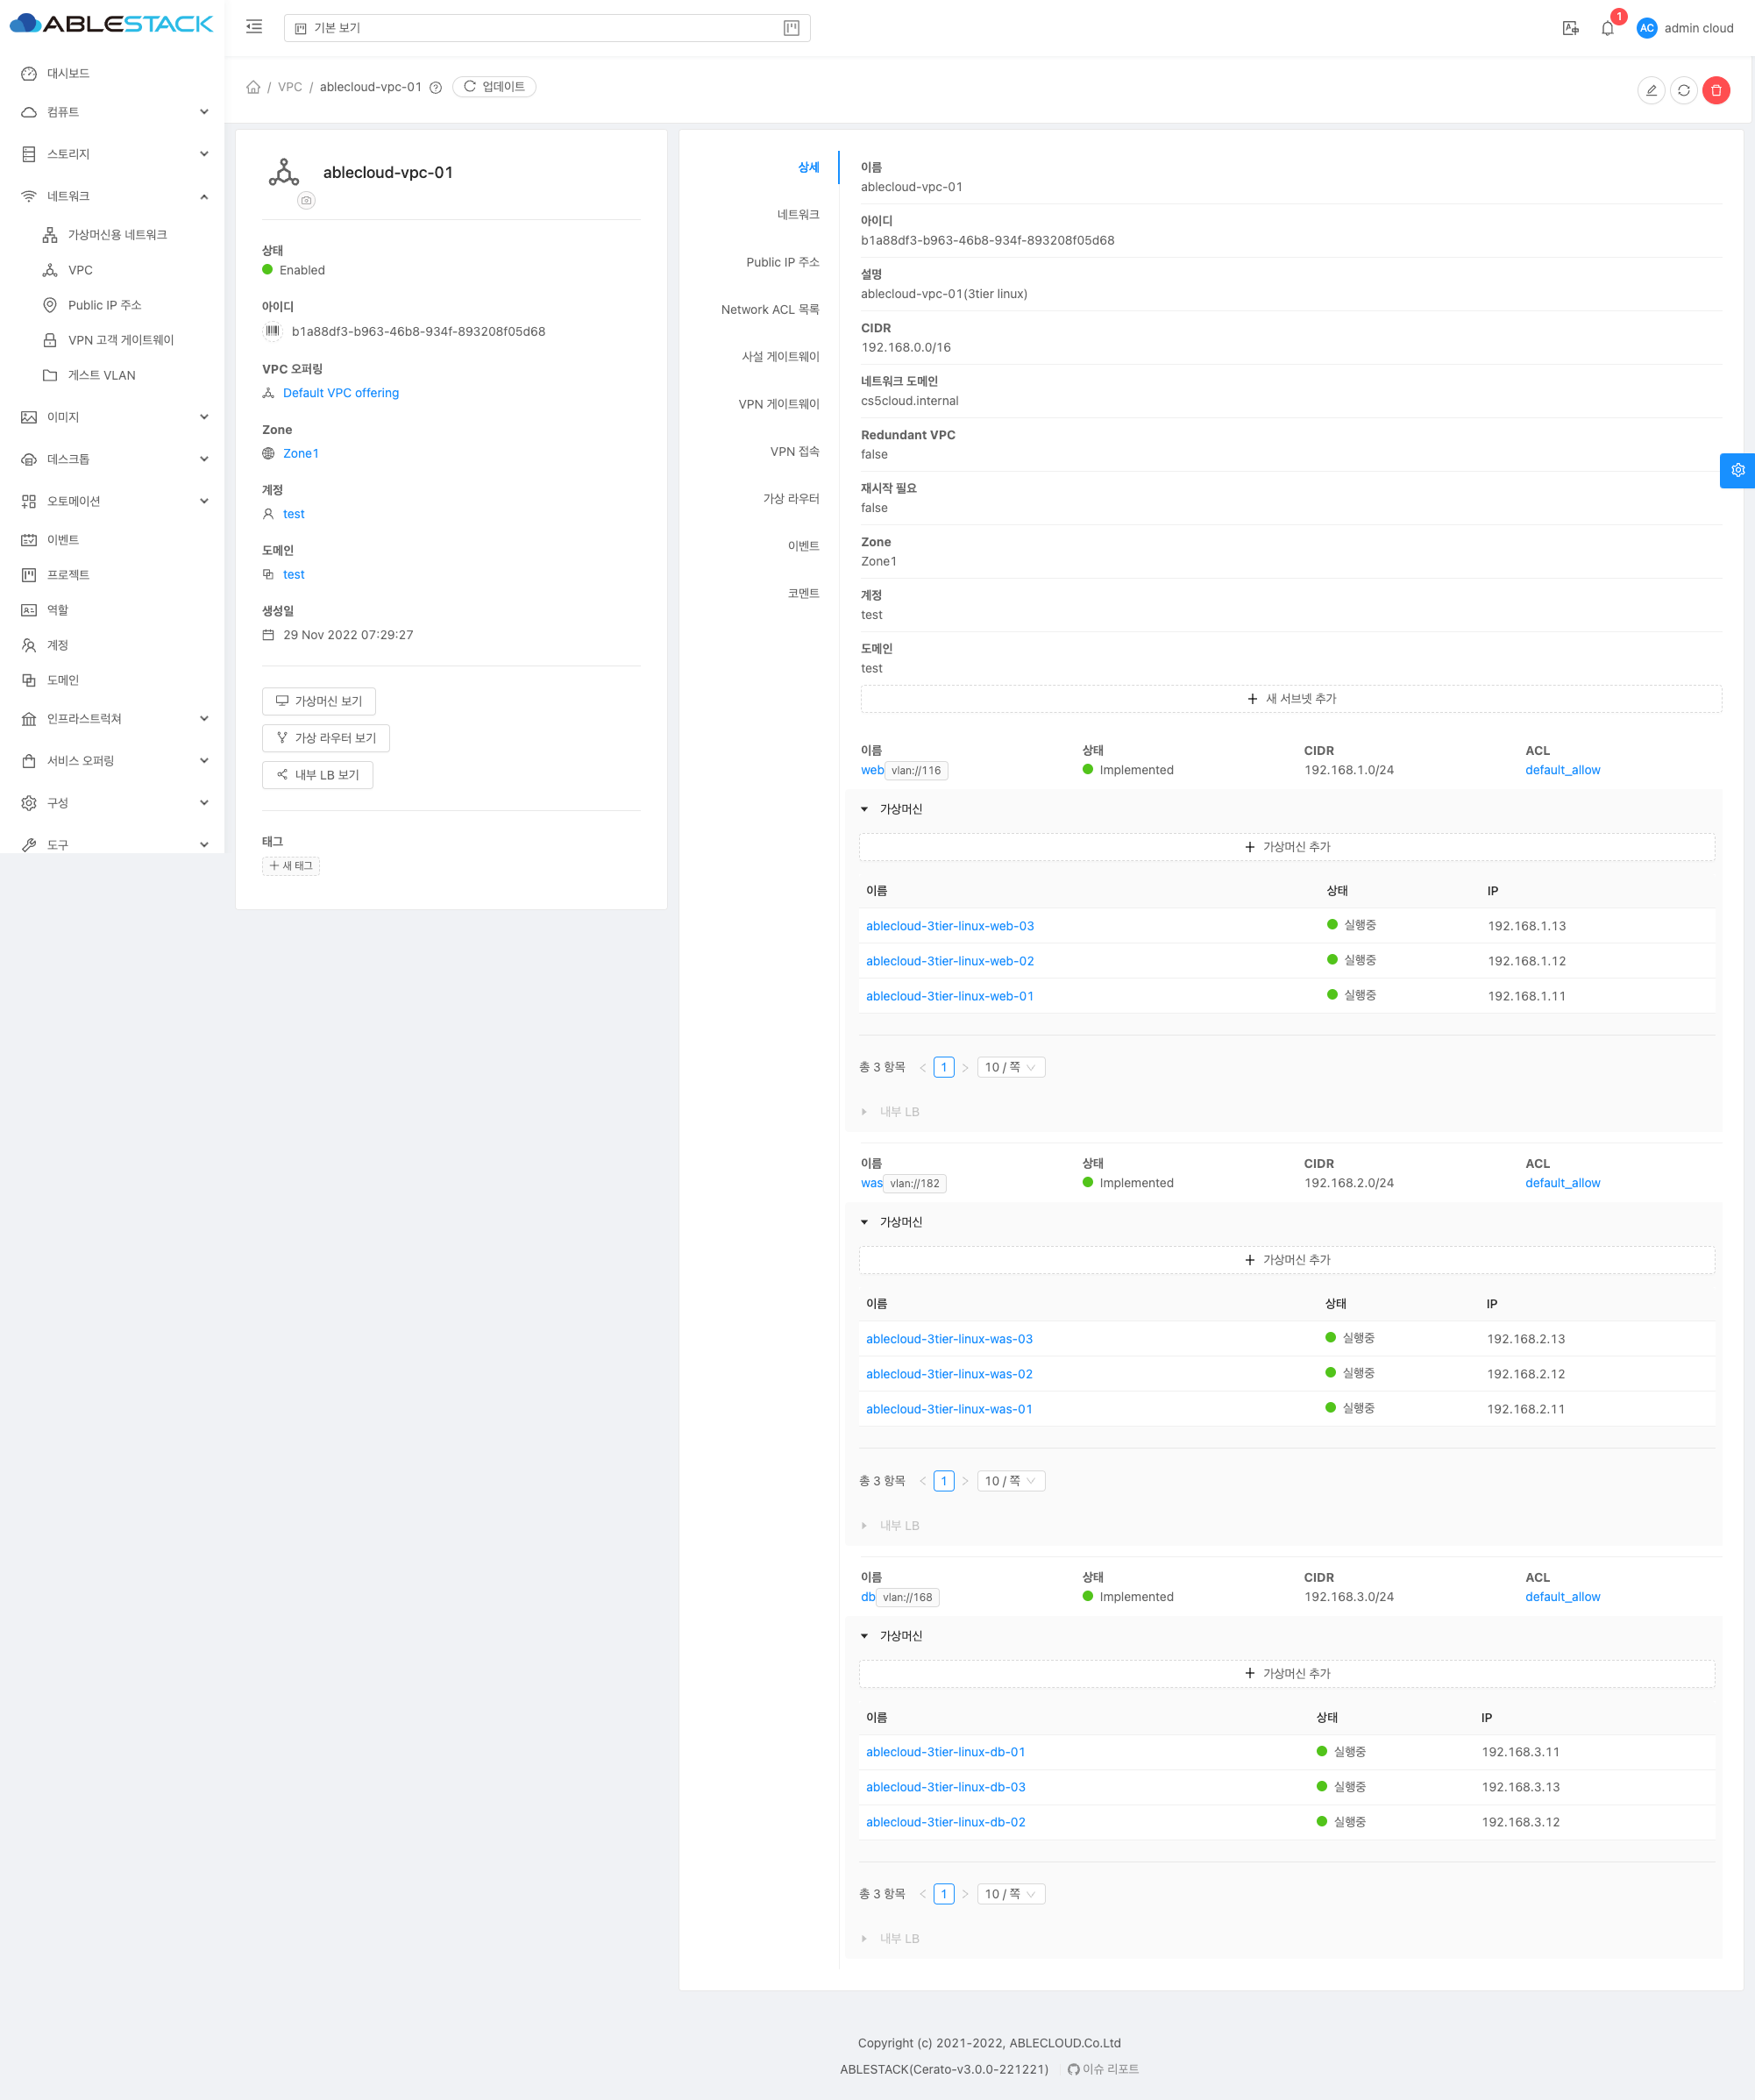 ABLESTACK
기본 보기
1
AC
admin cloud
대시보드
컴퓨트
스토리지
네트워크
가상머신용 네트워크
VPC
Public IP 주소
VPN 고객 게이트웨이
게스트 VLAN
이미지
데스크톱
오토메이션
이벤트
프로젝트
역할
계정
도메인
인프라스트럭쳐
서비스 오퍼링
구성
도구
/ VPC / ablecloud-vpc-01
업데이트
ablecloud-vpc-01
상태
Enabled
아이디
b1a88df3-b963-46b8-934f-893208f05d68
VPC 오퍼링
Default VPC offering
Zone
Zone1
계정
test
도메인
test
생성일
29 Nov 2022 07:29:27
가상머신 보기
가상 라우터 보기
내부 LB 보기
태그
새 태그
상세
네트워크
Public IP 주소
Network ACL 목록
사설 게이트웨이
VPN 게이트웨이
VPN 접속
가상 라우터
이벤트
코멘트
이름
ablecloud-vpc-01
아이디
b1a88df3-b963-46b8-934f-893208f05d68
설명
ablecloud-vpc-01(3tier linux)
CIDR
192.168.0.0/16
네트워크 도메인
cs5cloud.internal
Redundant VPC
false
재시작 필요
false
Zone
Zone1
계정
test
도메인
test
+ 새 서브넷 추가
이름 상태 CIDR ACL
web vlan://116 Implemented 192.168.1.0/24 default_allow
가상머신
+ 가상머신 추가
이름 상태 IP
ablecloud-3tier-linux-web-03 실행중 192.168.1.13
ablecloud-3tier-linux-web-02 실행중 192.168.1.12
ablecloud-3tier-linux-web-01 실행중 192.168.1.11
총 3 항목 < 1 > 10 / 쪽
내부 LB
이름 상태 CIDR ACL
was vlan://182 Implemented 192.168.2.0/24 default_allow
가상머신
+ 가상머신 추가
이름 상태 IP
ablecloud-3tier-linux-was-03 실행중 192.168.2.13
ablecloud-3tier-linux-was-02 실행중 192.168.2.12
ablecloud-3tier-linux-was-01 실행중 192.168.2.11
총 3 항목 < 1 > 10 / 쪽
내부 LB
이름 상태 CIDR ACL
db vlan://168 Implemented 192.168.3.0/24 default_allow
가상머신
+ 가상머신 추가
이름 상태 IP
ablecloud-3tier-linux-db-01 실행중 192.168.3.11
ablecloud-3tier-linux-db-03 실행중 192.168.3.13
ablecloud-3tier-linux-db-02 실행중 192.168.3.12
총 3 항목 < 1 > 10 / 쪽
내부 LB
Copyright (c) 2021-2022, ABLECLOUD.Co.Ltd
ABLESTACK(Cerato-v3.0.0-221221) 이슈 리포트